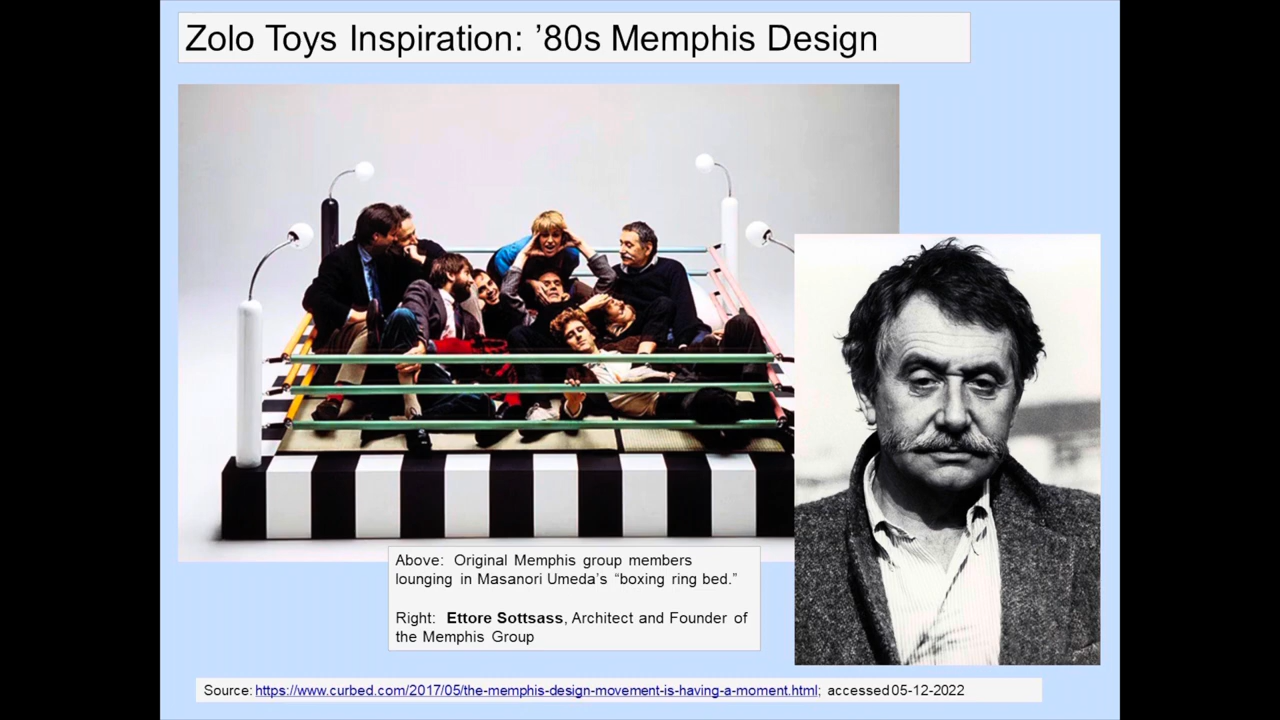 Zolo Toys Inspiration: ’80s Memphis Design
Above: Original Memphis group members
lounging in Masanori Umeda’s “boxing ring bed.”
Right: Ettore Sottsass, Architect and Founder of
the Memphis Group
Source: https://www.curbed.com/2017/05/the-memphis-design-movement-is-having-a-moment.html; accessed 05-12-2022